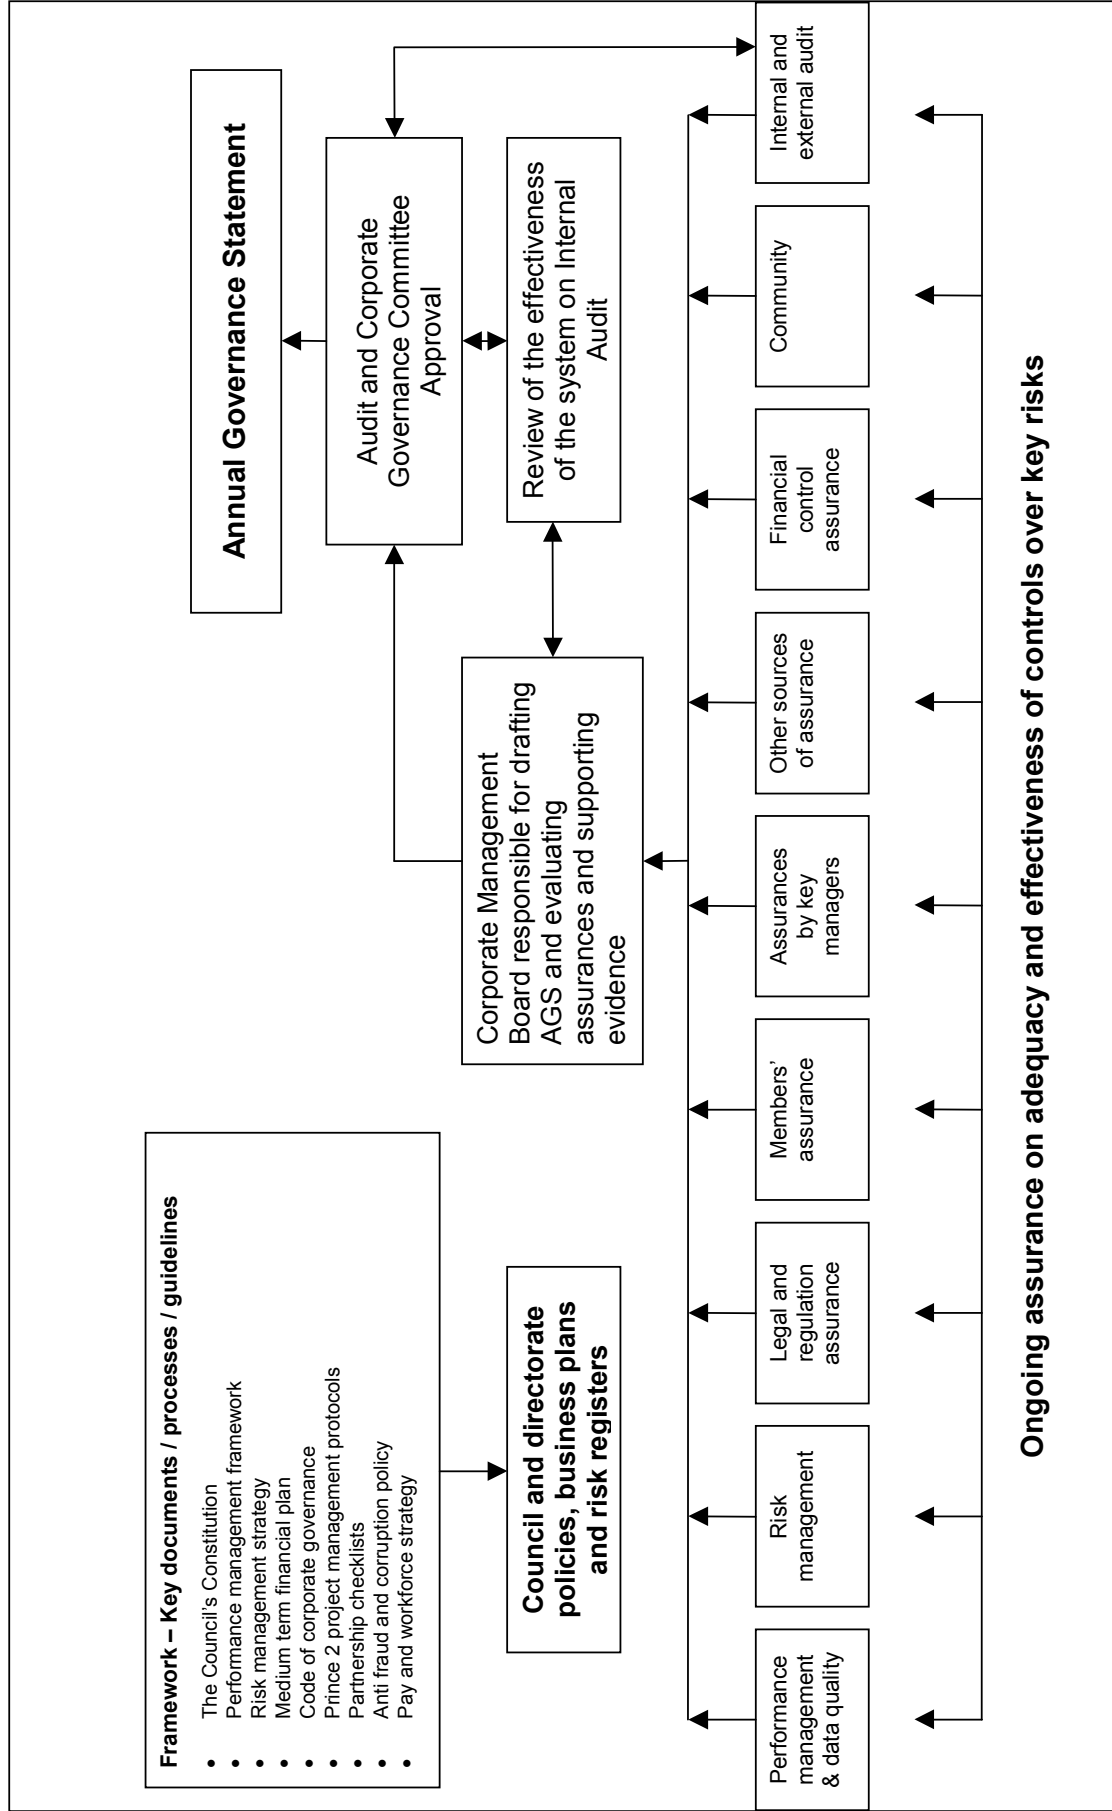 Framework – Key documents / processes / guidelines
• The Council's Constitution
• Performance management framework
• Risk management strategy
• Medium term financial plan
• Code of corporate governance
• Prince 2 project management protocols
• Partnership checklists
• Anti fraud and corruption policy
• Pay and workforce strategy
Council and directorate
policies, business plans
and risk registers
Annual Governance Statement
Audit and Corporate
Governance Committee
Approval
Review of the effectiveness
of the system on Internal
Audit
Corporate Management
Board responsible for drafting
AGS and evaluating
assurances and supporting
evidence
Performance
management
& data quality
Risk
management
Legal and
regulation
assurance
Members’
assurance
Assurances
by key
managers
Other sources
of assurance
Financial
control
assurance
Community
Internal and
external audit
Ongoing assurance on adequacy and effectiveness of controls over key risks